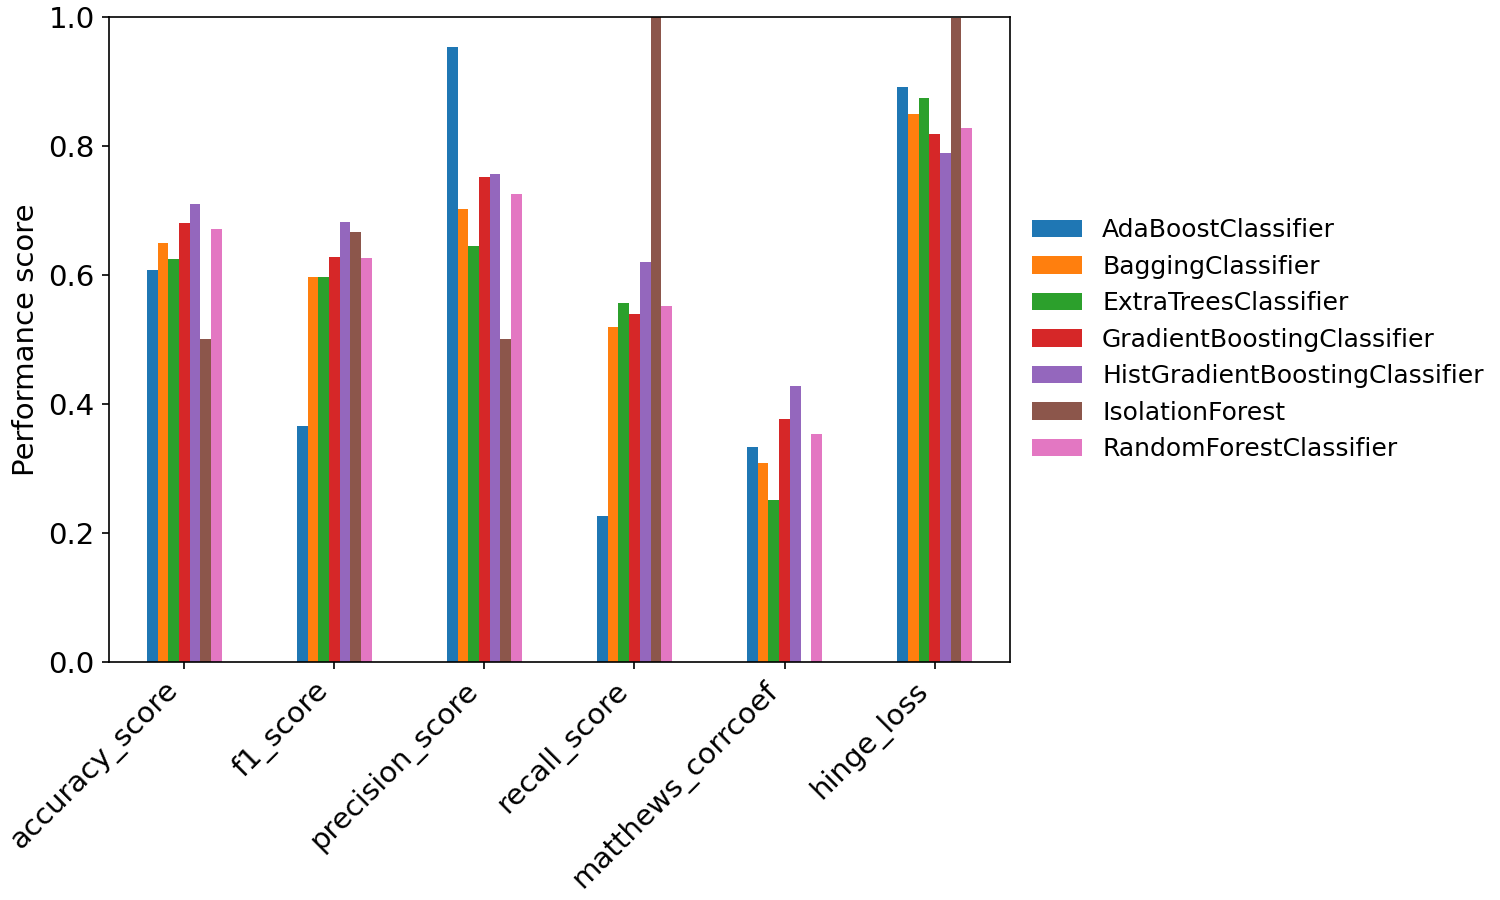 1.0
0.8
0.6
0.4
0.2
0.0
Performance score
accuracy_score
f1_score
precision_score
recall_score
matthews_corrcoef
hinge_loss
AdaBoostClassifier
BaggingClassifier
ExtraTreesClassifier
GradientBoostingClassifier
HistGradientBoostingClassifier
IsolationForest
RandomForestClassifier